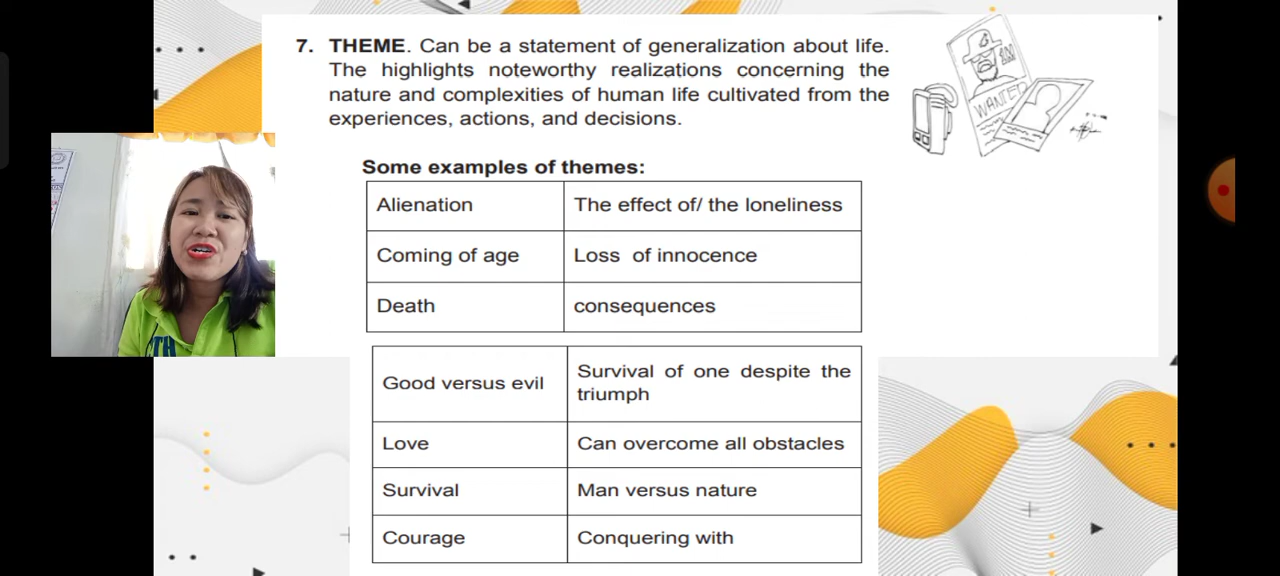 7. THEME. Can be a statement of generalization about life.
The highlights noteworthy realizations concerning the
nature and complexities of human life cultivated from the
experiences, actions, and decisions.
WANTED
Some examples of themes:
Alienation The effect of/ the loneliness
Coming of age Loss of innocence
Death consequences
Good versus evil Survival of one despite the
triumph
Love Can overcome all obstacles
Survival Man versus nature
Courage Conquering with